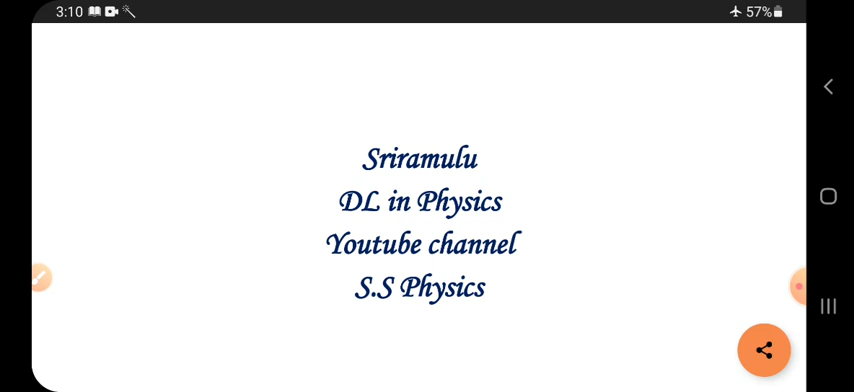 3:10
57%
Sriramulu
DL in Physics
Youtube channel
S.S Physics